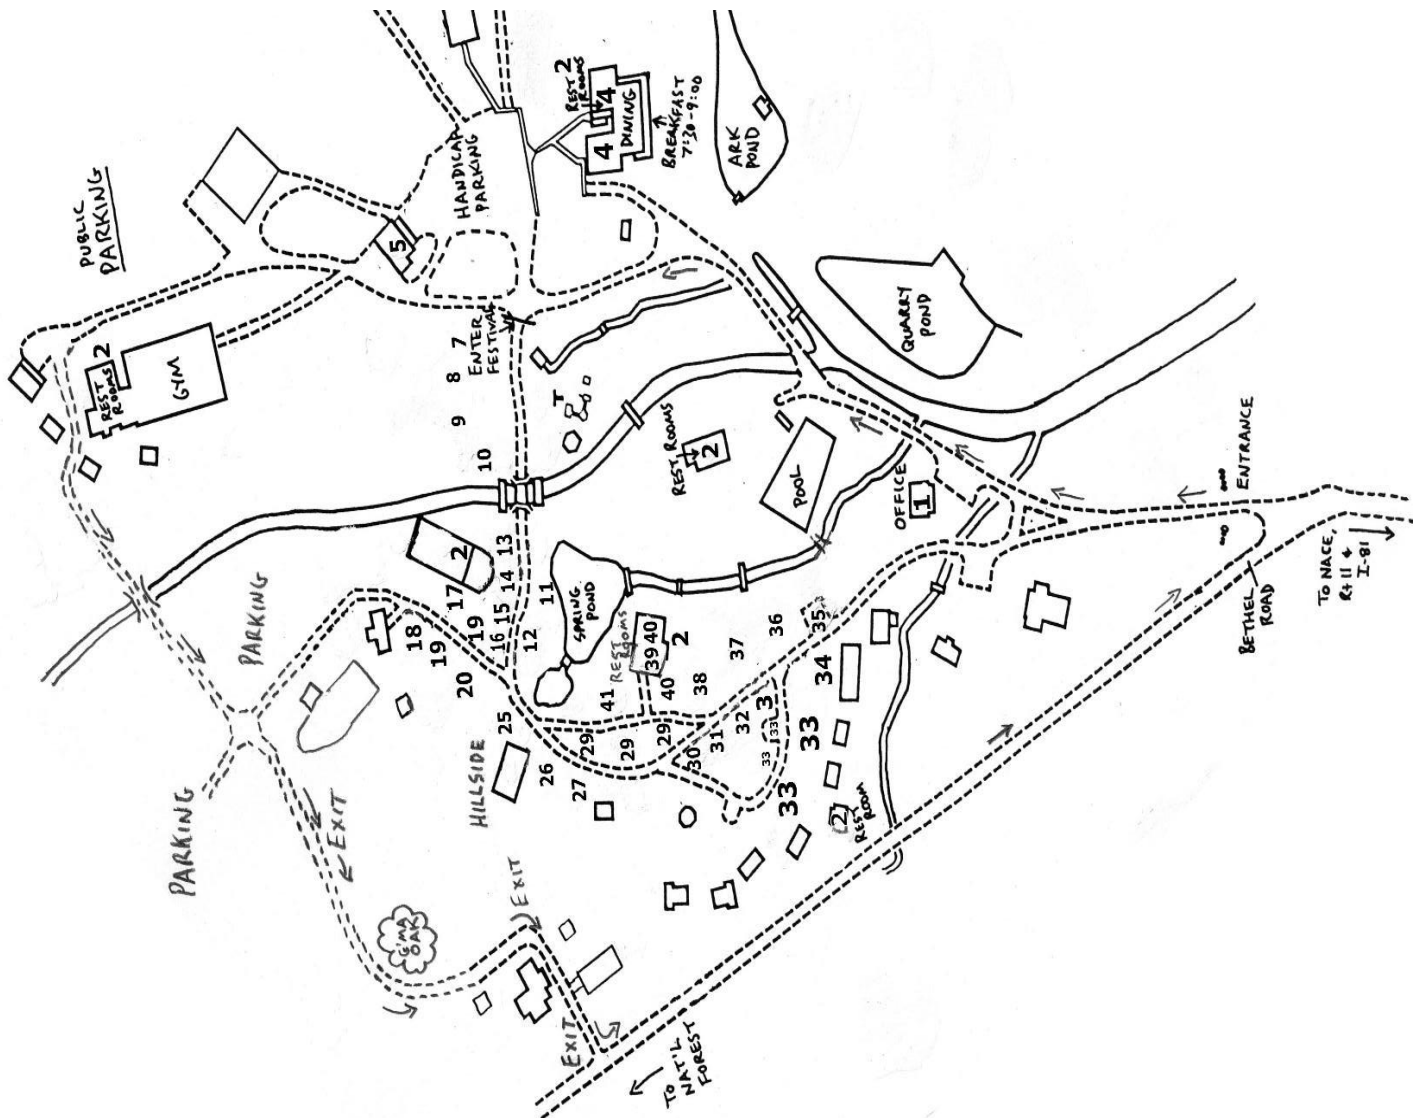 PUBLIC
PARKING
HANDICAP
PARKING
REST 2
ROOMS
4
4
DINING
BREAKFAST
7:30-9:00
ARK
POND
5
REST
ROOMS 2
GYM
ENTER
FESTIVAL
7
8
9
10
T
QUARRY
POND
REST ROOMS
2
POOL
OFFICE
1
ENTRANCE
TO NACE,
Rt 11 &
I-81
BETHEL
ROAD
2
13
14
15
16
17
18
19
19
20
11
12
SPRING
POND
REST
ROOMS
39 40
2
41
40
38
37
36
35
34
25
26
27
29
29
29
30
31
32
3
33
33
33
33
HILLSIDE
2
REST
ROOM
PARKING
PARKING
EXIT
G'MA
OAK
EXIT
EXIT
TO
NAT'L
FOREST